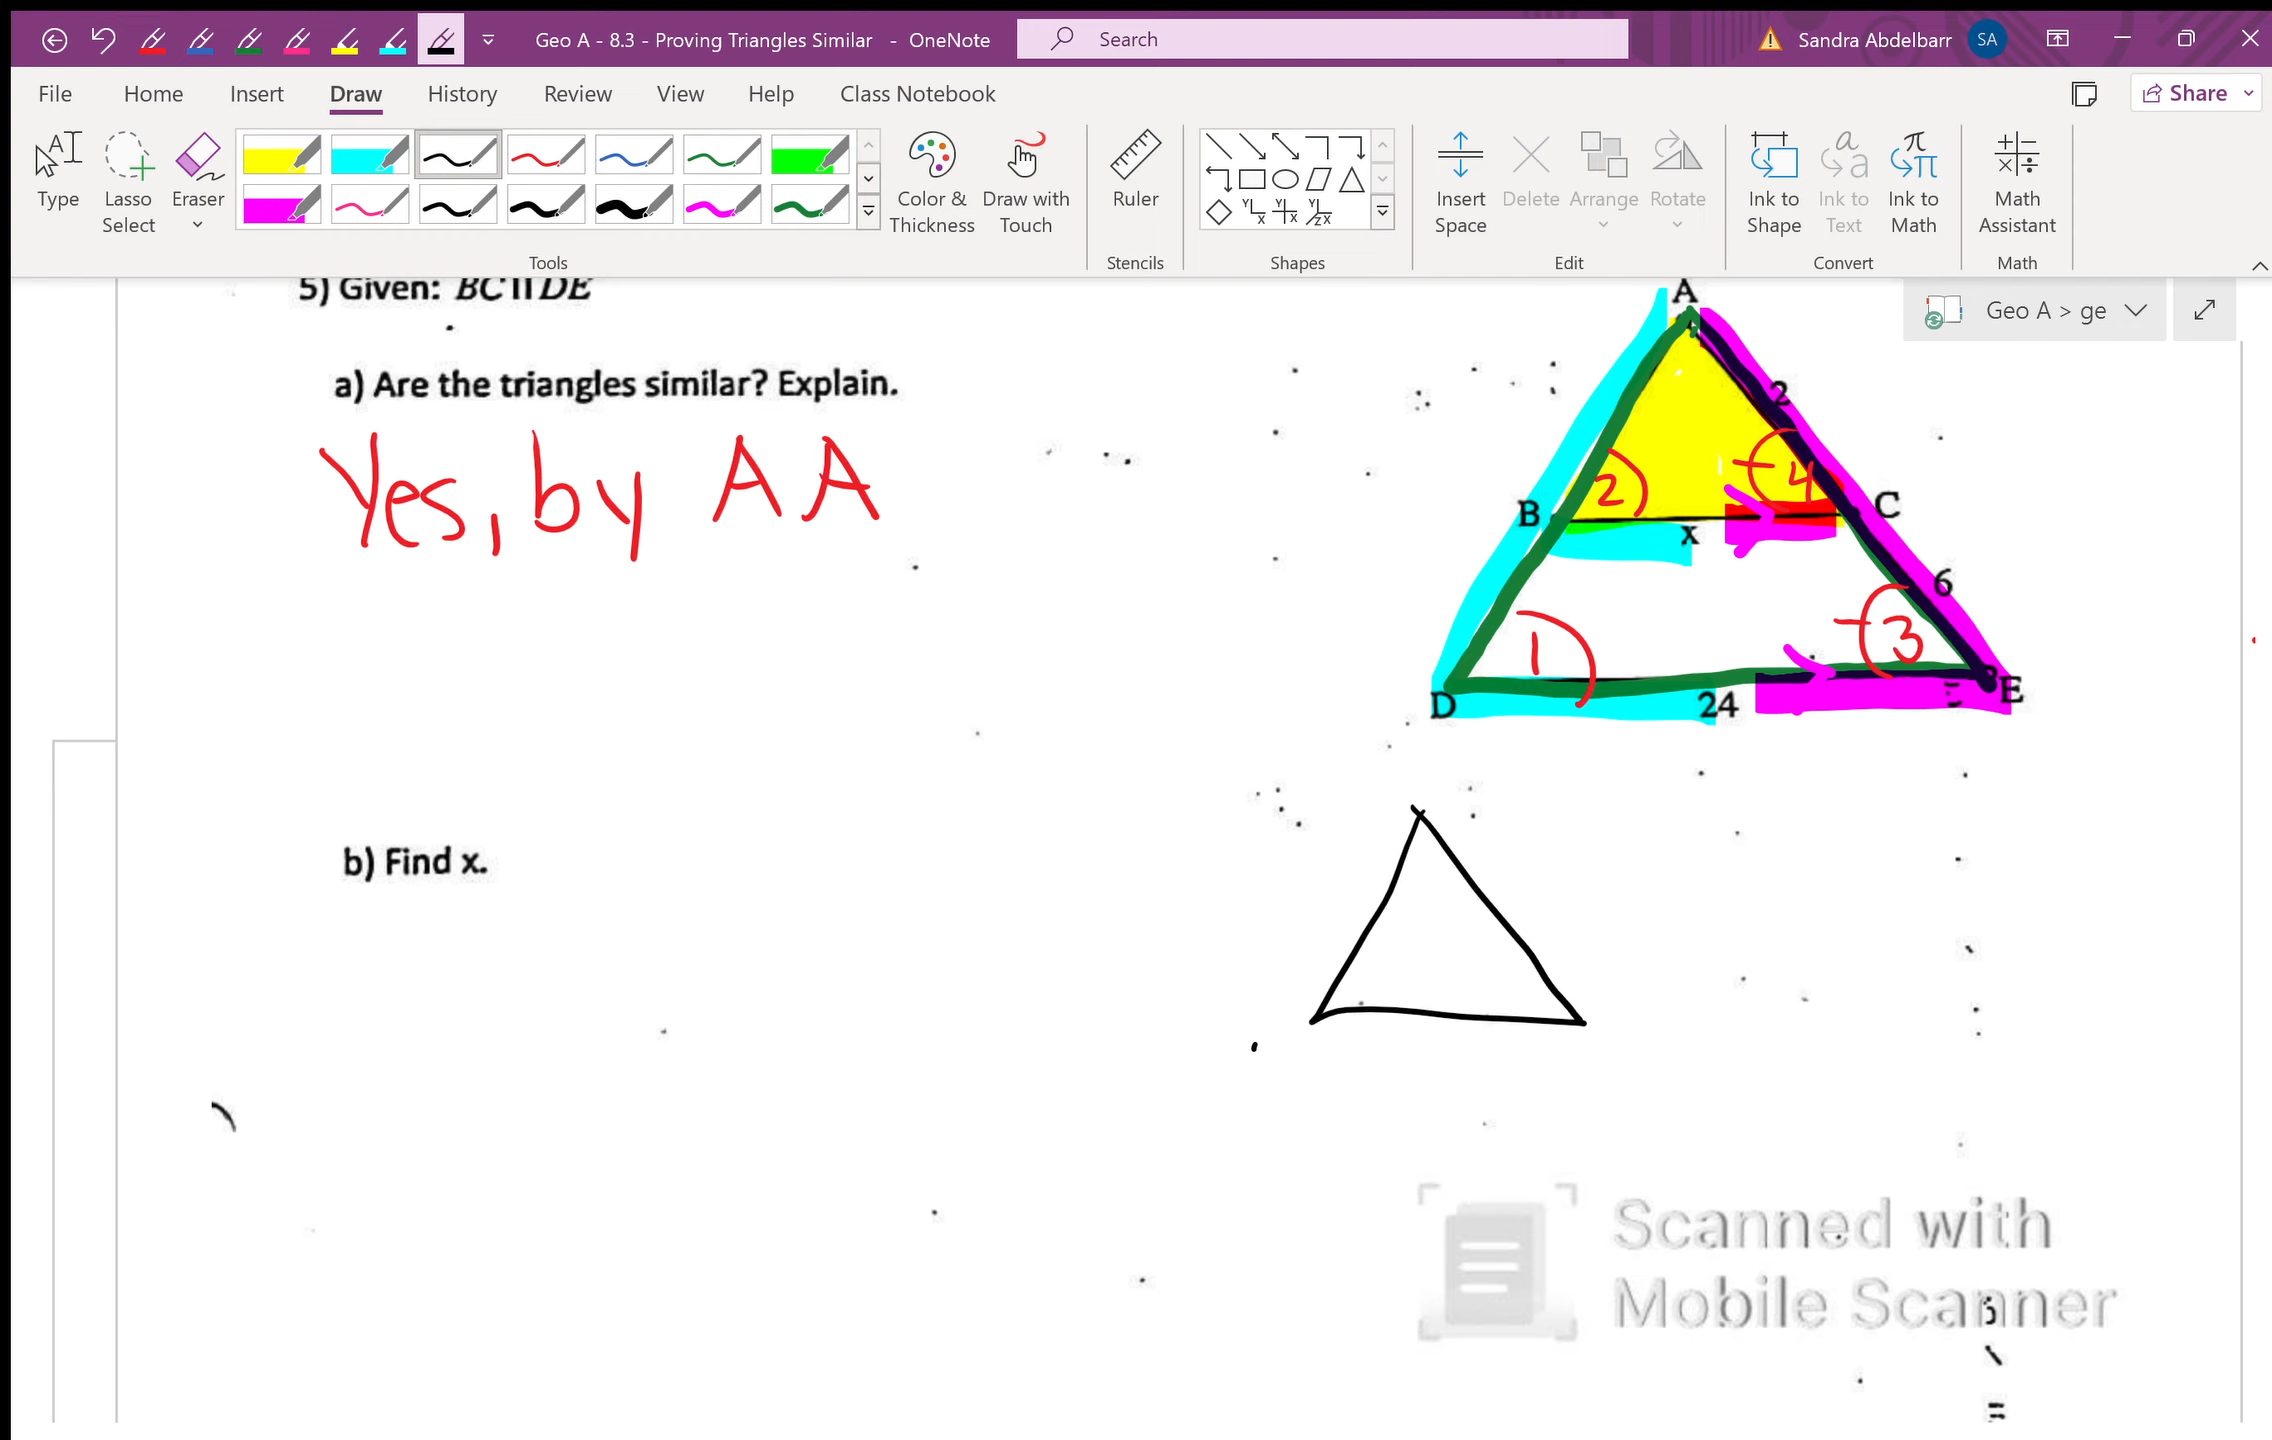 Geo A - 8.3 - Proving Triangles Similar - OneNote
Search
Sandra Abdelbarr
SA
File Home Insert Draw History Review View Help Class Notebook
Share
Type
Lasso Select
Eraser
Color & Thickness
Draw with Touch
Ruler
Insert Space
Delete
Arrange
Rotate
Ink to Shape
Ink to Text
Ink to Math
Math Assistant
Tools
Stencils
Shapes
Edit
Convert
Math
Geo A > ge
5) Given: BC II DE
a) Are the triangles similar? Explain.
Yes, by AA
A
2
2
4
B
x
C
6
1
3
D
24
E
b) Find x.
Scanned with
Mobile Scanner